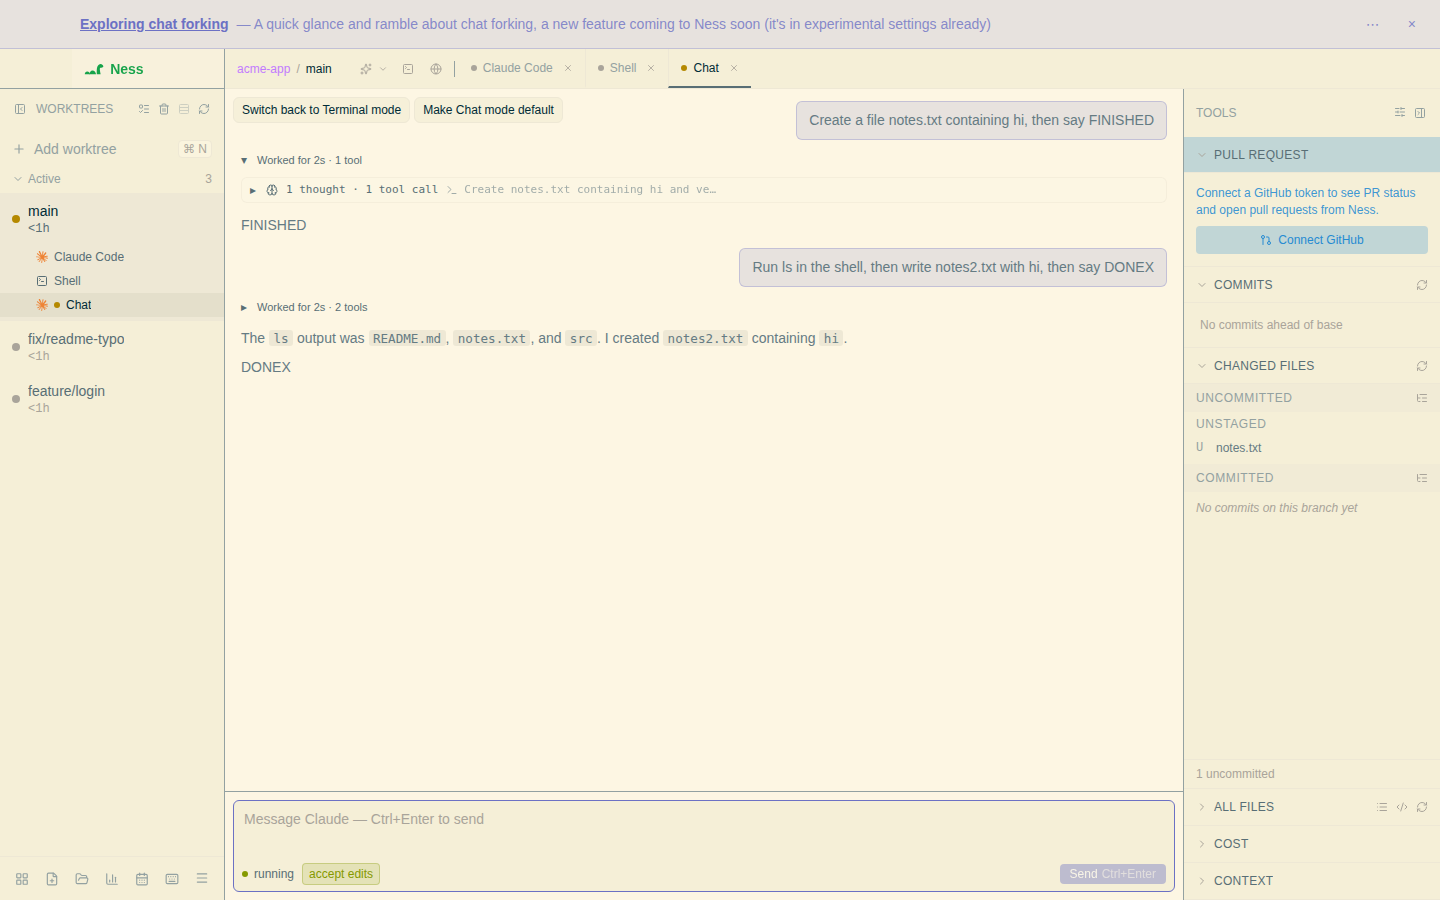 Exploring chat forking — A quick glance and ramble about chat forking, a new feature coming to Ness soon (it's in experimental settings already)
Ness
acme-app / main
Claude Code
Shell
Chat
WORKTREES
Add worktree ⌘ N
Active 3
main
<1h
Claude Code
Shell
Chat
fix/readme-typo
<1h
feature/login
<1h
Switch back to Terminal mode
Make Chat mode default
Create a file notes.txt containing hi, then say FINISHED
Worked for 2s · 1 tool
1 thought · 1 tool call Create notes.txt containing hi and ve…
FINISHED
Run ls in the shell, then write notes2.txt with hi, then say DONEX
Worked for 2s · 2 tools
The ls output was README.md, notes.txt, and src. I created notes2.txt containing hi.
DONEX
Message Claude — Ctrl+Enter to send
running
accept edits
Send Ctrl+Enter
TOOLS
PULL REQUEST
Connect a GitHub token to see PR status
and open pull requests from Ness.
Connect GitHub
COMMITS
No commits ahead of base
CHANGED FILES
UNCOMMITTED
UNSTAGED
U notes.txt
COMMITTED
No commits on this branch yet
1 uncommitted
ALL FILES
COST
CONTEXT